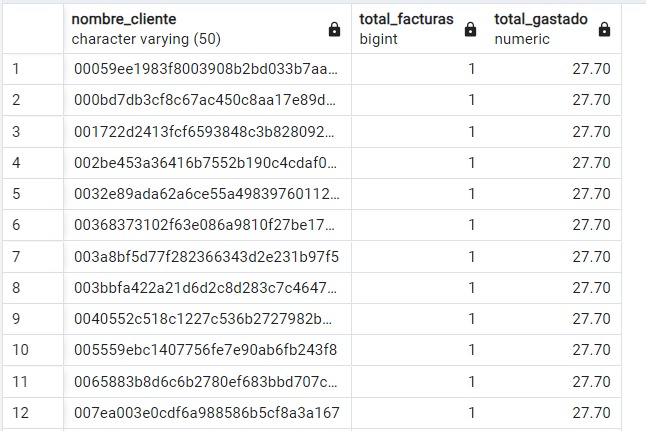 nombre_cliente total_facturas total_gastado
character varying (50) bigint numeric
1 00059ee1983f8003908b2bd033b7aa... 1 27.70
2 000bd7db3cf8c67ac450c8aa17e89d... 1 27.70
3 001722d2413fcf6593848c3b828092... 1 27.70
4 002be453a36416b7552b190c4cdaf0... 1 27.70
5 0032e89ada62a6ce55a49839760112... 1 27.70
6 00368373102f63e086a9810f27be17... 1 27.70
7 003a8bf5d77f282366343d2e231b97f5 1 27.70
8 003bbfa422a21d6d2c8d283c7c4647... 1 27.70
9 0040552c518c1227c536b2727982b... 1 27.70
10 005559ebc1407756fe7e90ab6fb243f8 1 27.70
11 0065883b8d6c6b2780ef683bbd707c... 1 27.70
12 007ea003e0cdf6a988586b5cf8a3a167 1 27.70